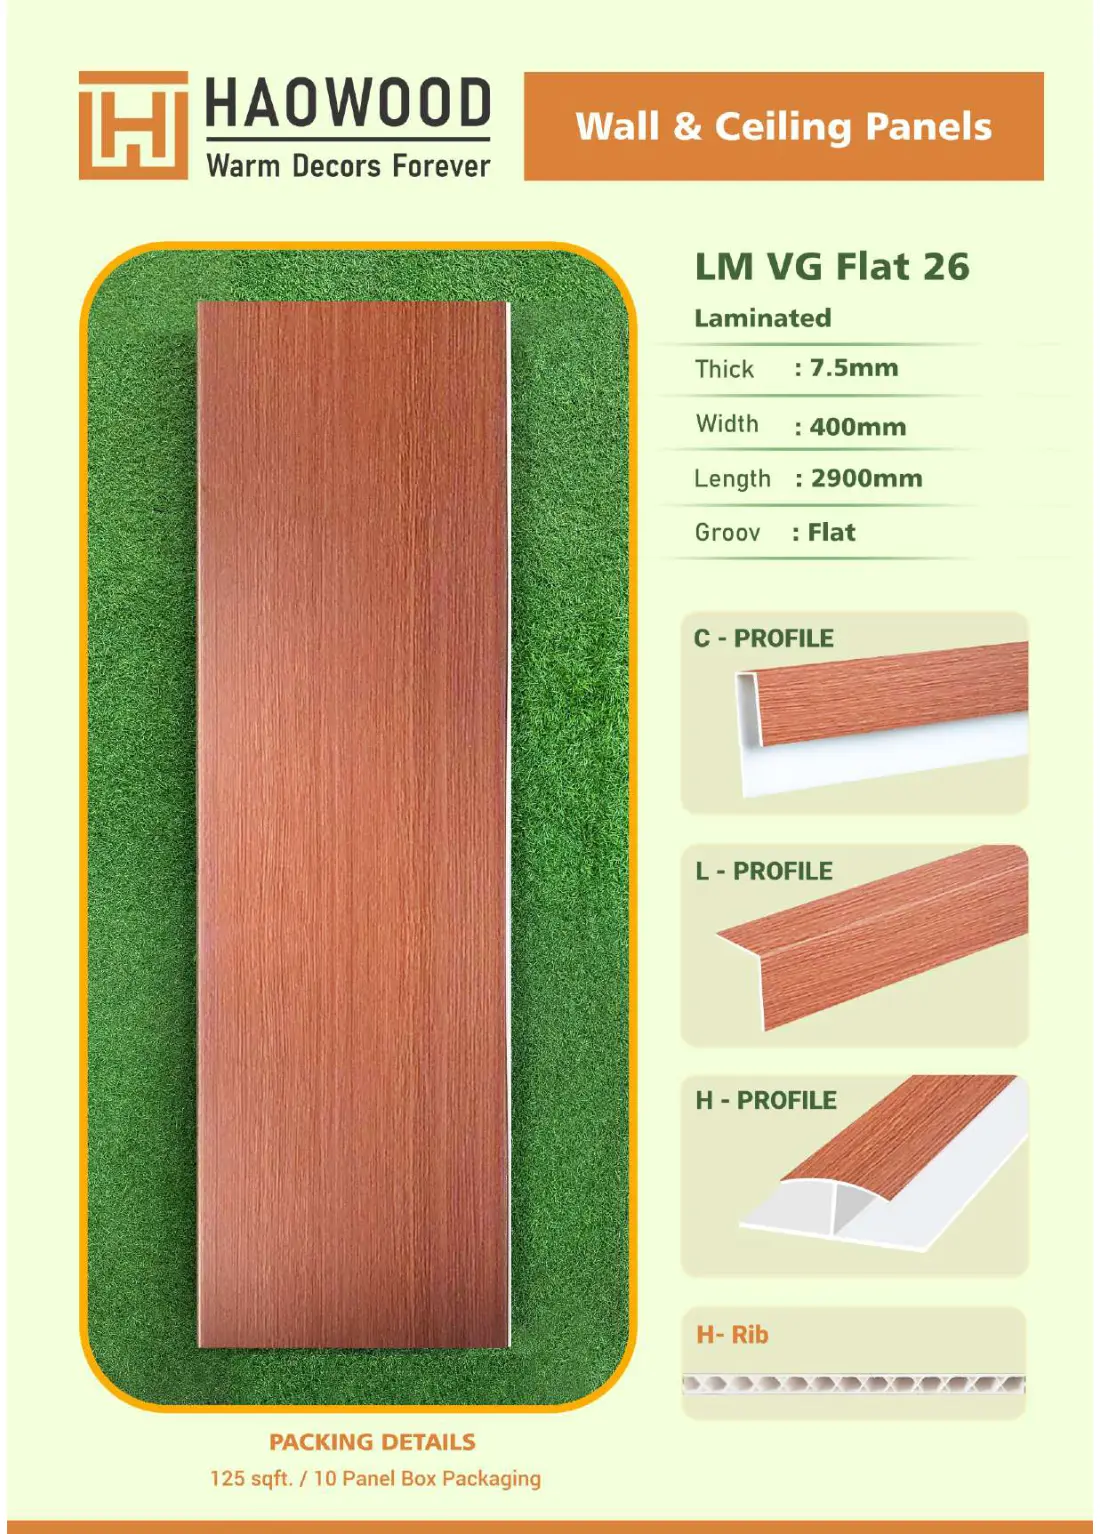 HAOWOOD
Warm Decors Forever
Wall & Ceiling Panels
LM VG Flat 26
Laminated
Thick : 7.5mm
Width : 400mm
Length : 2900mm
Groov : Flat
C - PROFILE
L - PROFILE
H - PROFILE
H- Rib
PACKING DETAILS
125 sqft. / 10 Panel Box Packaging